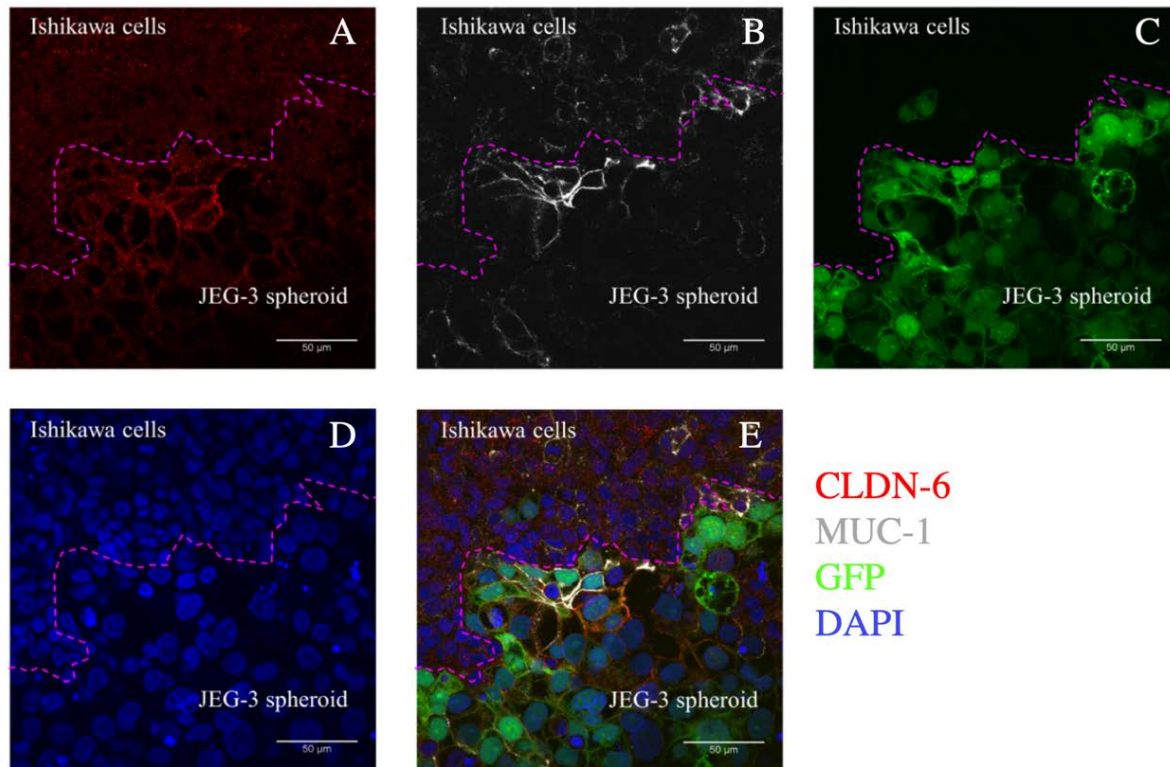 Ishikawa cells
A
JEG-3 spheroid
50 µm
Ishikawa cells
B
JEG-3 spheroid
50 µm
Ishikawa cells
C
JEG-3 spheroid
50 µm
Ishikawa cells
D
JEG-3 spheroid
50 µm
Ishikawa cells
E
JEG-3 spheroid
50 µm
CLDN-6
MUC-1
GFP
DAPI